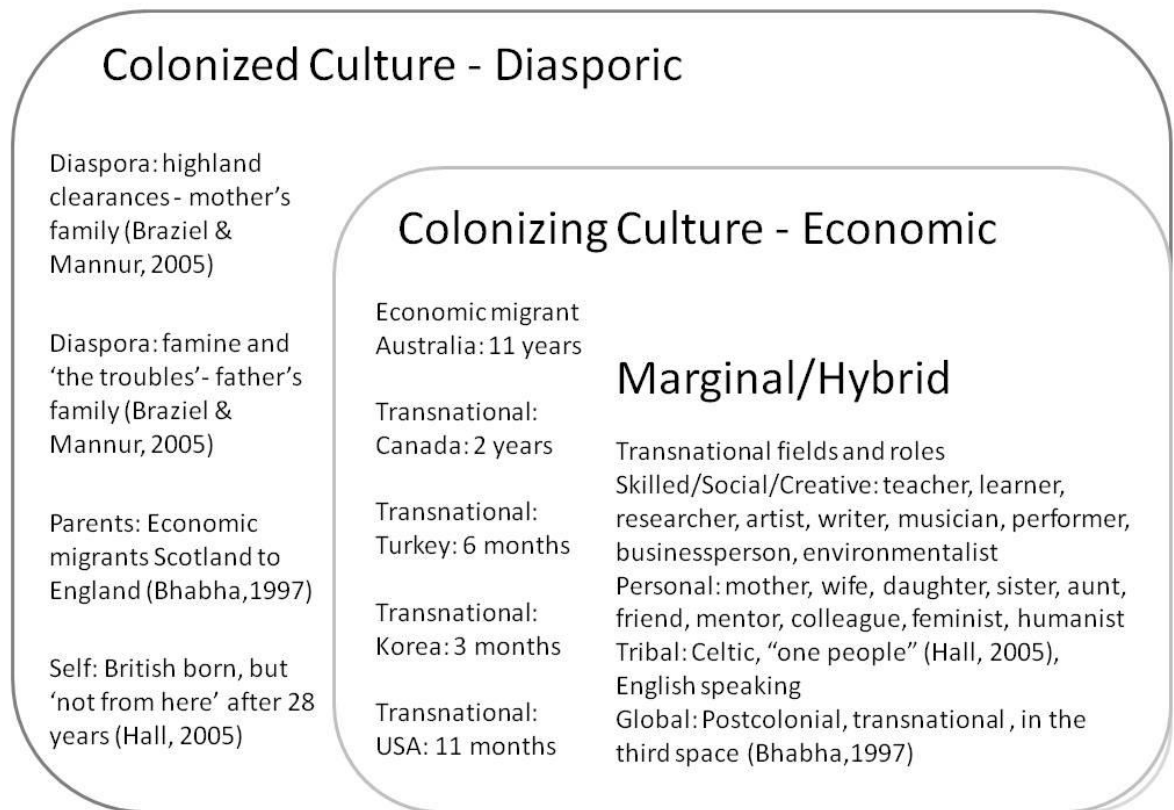 Colonized Culture - Diasporic
Diaspora: highland
clearances - mother's
family (Braziel &
Mannur, 2005)
Diaspora: famine and
'the troubles' - father's
family (Braziel &
Mannur, 2005)
Parents: Economic
migrants Scotland to
England (Bhabha,1997)
Self: British born, but
'not from here' after 28
years (Hall, 2005)
Colonizing Culture - Economic
Economic migrant
Australia: 11 years
Transnational:
Canada: 2 years
Transnational:
Turkey: 6 months
Transnational:
Korea: 3 months
Transnational:
USA: 11 months
Marginal/Hybrid
Transnational fields and roles
Skilled/Social/Creative: teacher, learner,
researcher, artist, writer, musician, performer,
businessperson, environmentalist
Personal: mother, wife, daughter, sister, aunt,
friend, mentor, colleague, feminist, humanist
Tribal: Celtic, “one people” (Hall, 2005),
English speaking
Global: Postcolonial, transnational , in the
third space (Bhabha,1997)